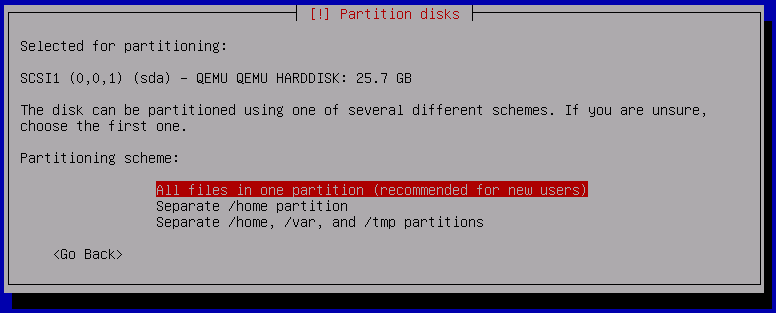 [!] Partition disks
Selected for partitioning:
SCSI1 (0,0,1) (sda) - QEMU QEMU HARDDISK: 25.7 GB
The disk can be partitioned using one of several different schemes. If you are unsure,
choose the first one.
Partitioning scheme:
All files in one partition (recommended for new users)
Separate /home partition
Separate /home, /var, and /tmp partitions
<Go Back>